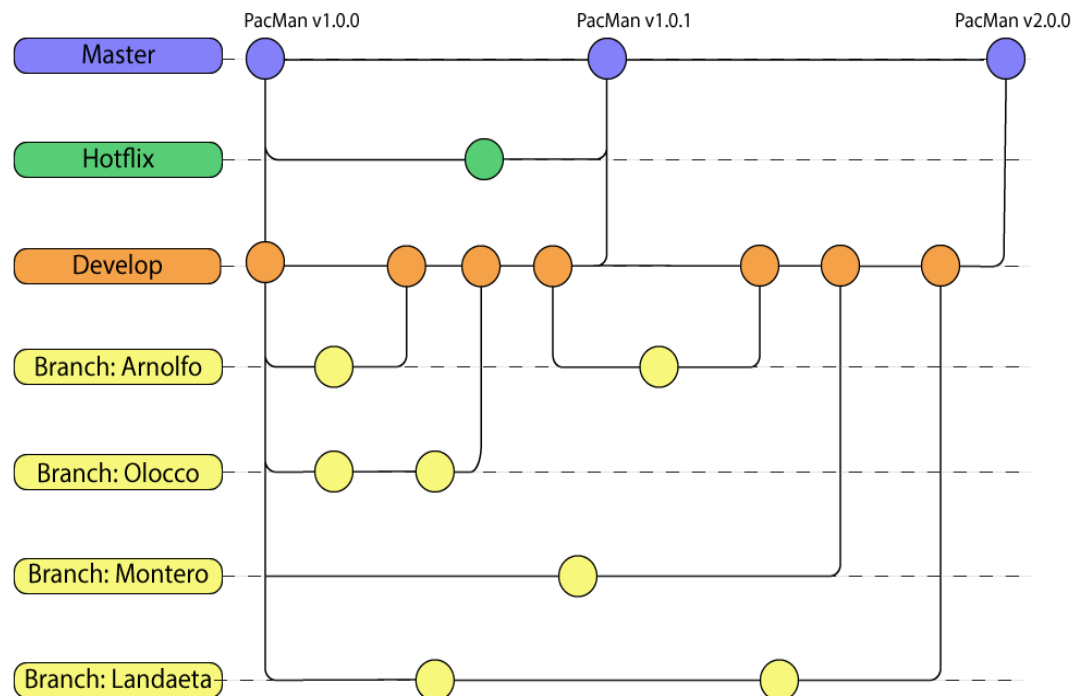 PacMan v1.0.0 PacMan v1.0.1 PacMan v2.0.0
Master
Hotflix
Develop
Branch: Arnolfo
Branch: Olocco
Branch: Montero
Branch: Landaeta